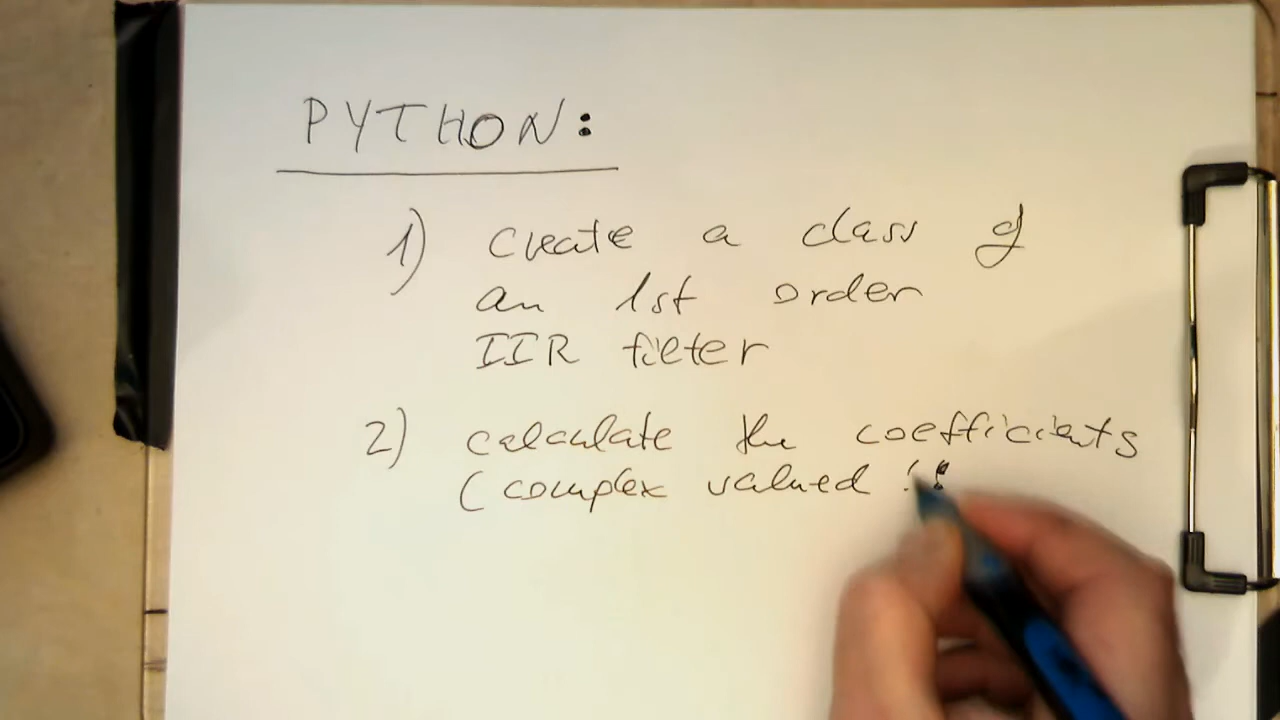 PYTHON:
1) create a class of
an 1st order
IIR filter
2) calculate the coefficients
(complex valued !!